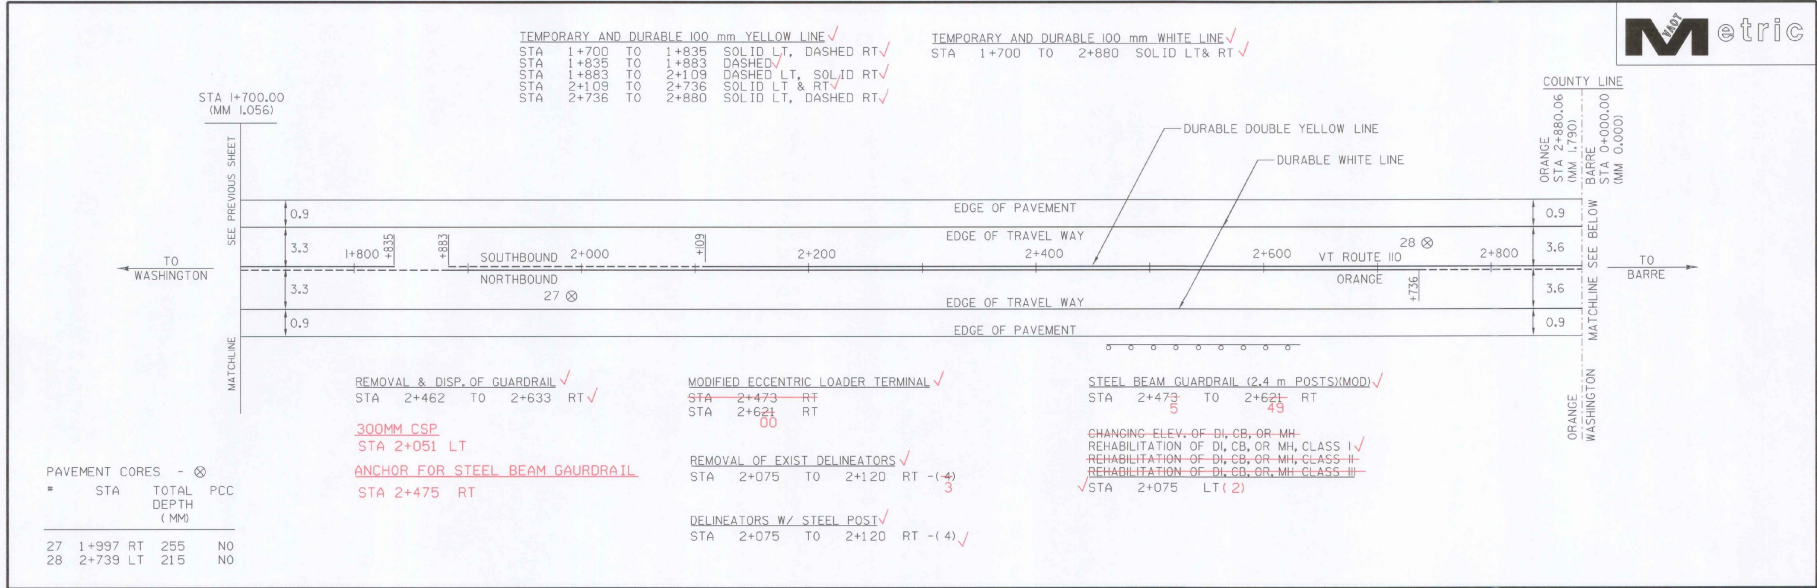 VAOT Metric
TEMPORARY AND DURABLE 100 mm YELLOW LINE ✓
STA 1+700 TO 1+835 SOLID LT, DASHED RT ✓
STA 1+835 TO 1+883 DASHED ✓
STA 1+883 TO 2+109 DASHED LT, SOLID RT ✓
STA 2+109 TO 2+736 SOLID LT & RT ✓
STA 2+736 TO 2+880 SOLID LT, DASHED RT ✓
TEMPORARY AND DURABLE 100 mm WHITE LINE ✓
STA 1+700 TO 2+880 SOLID LT& RT ✓
STA 1+700.00
(MM 1.056)
COUNTY LINE
ORANGE
STA 2+880.06
(MM 1.790)
BARRE
STA 0+000.00
(MM 0.000)
DURABLE DOUBLE YELLOW LINE
DURABLE WHITE LINE
MATCHLINE SEE PREVIOUS SHEET
MATCHLINE SEE BELOW
0.9
EDGE OF PAVEMENT
0.9
3.3
EDGE OF TRAVEL WAY
3.6
1+800
+835
+883
SOUTHBOUND
2+000
+109
2+200
2+400
2+600
VT ROUTE 110
28 ⊗
2+800
TO
WASHINGTON
TO
BARRE
NORTHBOUND
ORANGE
+736
3.3
27 ⊗
EDGE OF TRAVEL WAY
3.6
0.9
EDGE OF PAVEMENT
0.9
ORANGE
WASHINGTON
REMOVAL & DISP. OF GUARDRAIL ✓
STA 2+462 TO 2+633 RT ✓
300MM CSP
STA 2+051 LT
ANCHOR FOR STEEL BEAM GAURDRAIL
STA 2+475 RT
MODIFIED ECCENTRIC LOADER TERMINAL ✓
STA 2+473 RT
STA 2+621 RT
00
REMOVAL OF EXIST DELINEATORS ✓
STA 2+075 TO 2+120 RT -(4)
3
DELINEATORS W/ STEEL POST ✓
STA 2+075 TO 2+120 RT -(4) ✓
STEEL BEAM GUARDRAIL (2.4 m POSTS)(MOD) ✓
STA 2+473 TO 2+621 RT
5 49
CHANGING ELEV. OF DI, CB, OR MH
REHABILITATION OF DI, CB, OR MH, CLASS I ✓
REHABILITATION OF DI, CB, OR MH, CLASS II
REHABILITATION OF DI, CB, OR, MH CLASS III
✓ STA 2+075 LT (2)
PAVEMENT CORES - ⊗
# STA TOTAL DEPTH (MM) PCC
27 1+997 RT 255 NO
28 2+739 LT 215 NO